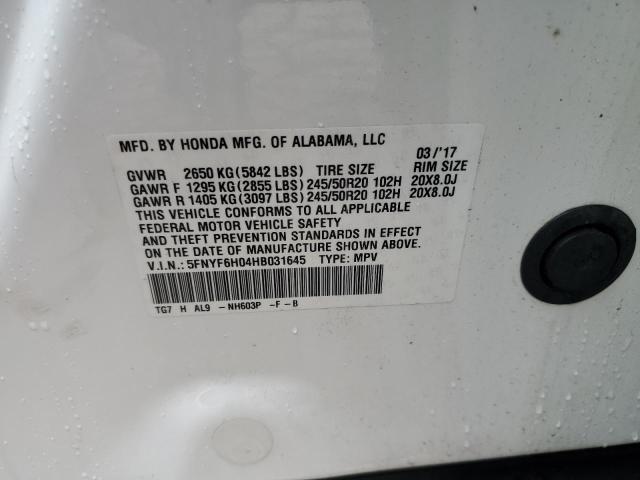 MFD. BY HONDA MFG. OF ALABAMA, LLC 03/'17
GVWR 2650 KG (5842 LBS) TIRE SIZE RIM SIZE
GAWR F 1295 KG (2855 LBS) 245/50R20 102H 20X8.0J
GAWR R 1405 KG (3097 LBS) 245/50R20 102H 20X8.0J
THIS VEHICLE CONFORMS TO ALL APPLICABLE
FEDERAL MOTOR VEHICLE SAFETY
AND THEFT PREVENTION STANDARDS IN EFFECT
ON THE DATE OF MANUFACTURE SHOWN ABOVE.
V.I.N.: 5FNYF6H04HB031645 TYPE: MPV
TG7 H AL9 -NH603P -F -B